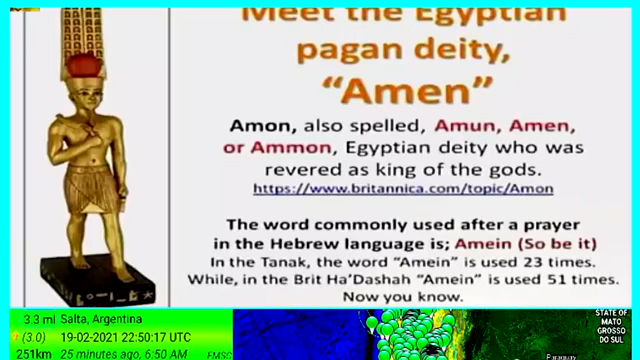 Meet the Egyptian
pagan deity,
“Amen”
Amon, also spelled, Amun, Amen,
or Ammon, Egyptian deity who was
revered as king of the gods.
https://www.britannica.com/topic/Amon
The word commonly used after a prayer
in the Hebrew language is; Amein (So be it)
In the Tanak, the word “Amein” is used 23 times.
While, in the Brit Ha’Dashah “Amein” is used 51 times.
Now you know.
3.3 ml Salta, Argentina
(3.0) 19-02-2021 22:50:17 UTC
251km 25 minutes ago, 6:50 AM FMSC
STATE OF
MATO
GROSSO
DO SUL
Paraguay